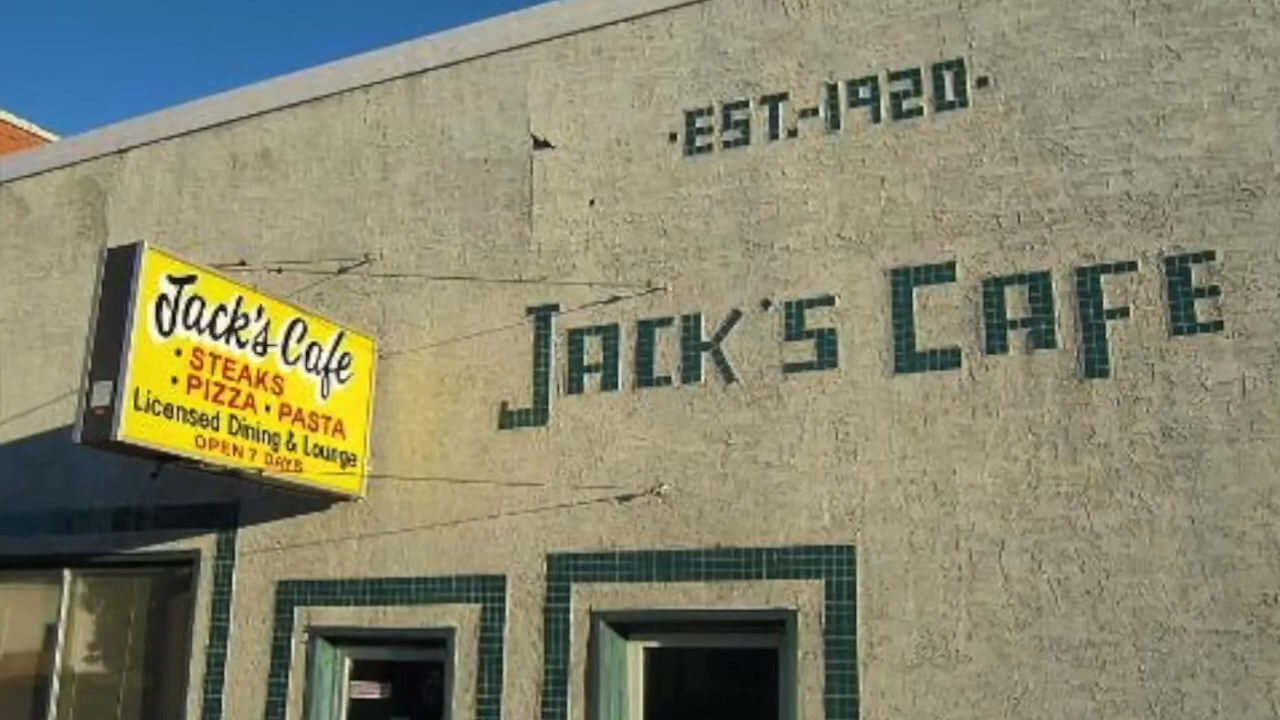 ·EST.-1920·
JACK'S CAFE
Jack's Cafe
· STEAKS
· PIZZA · PASTA
Licensed Dining & Lounge
OPEN 7 DAYS